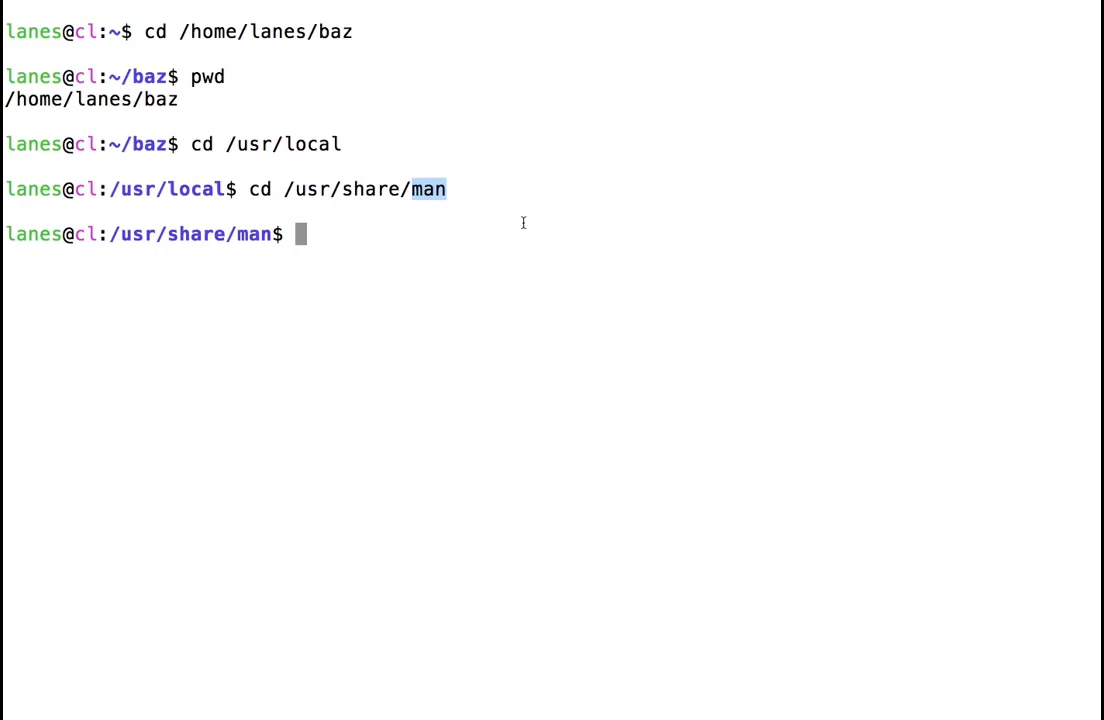 lanes@cl:~$ cd /home/lanes/baz
lanes@cl:~/baz$ pwd
/home/lanes/baz
lanes@cl:~/baz$ cd /usr/local
lanes@cl:/usr/local$ cd /usr/share/man
lanes@cl:/usr/share/man$